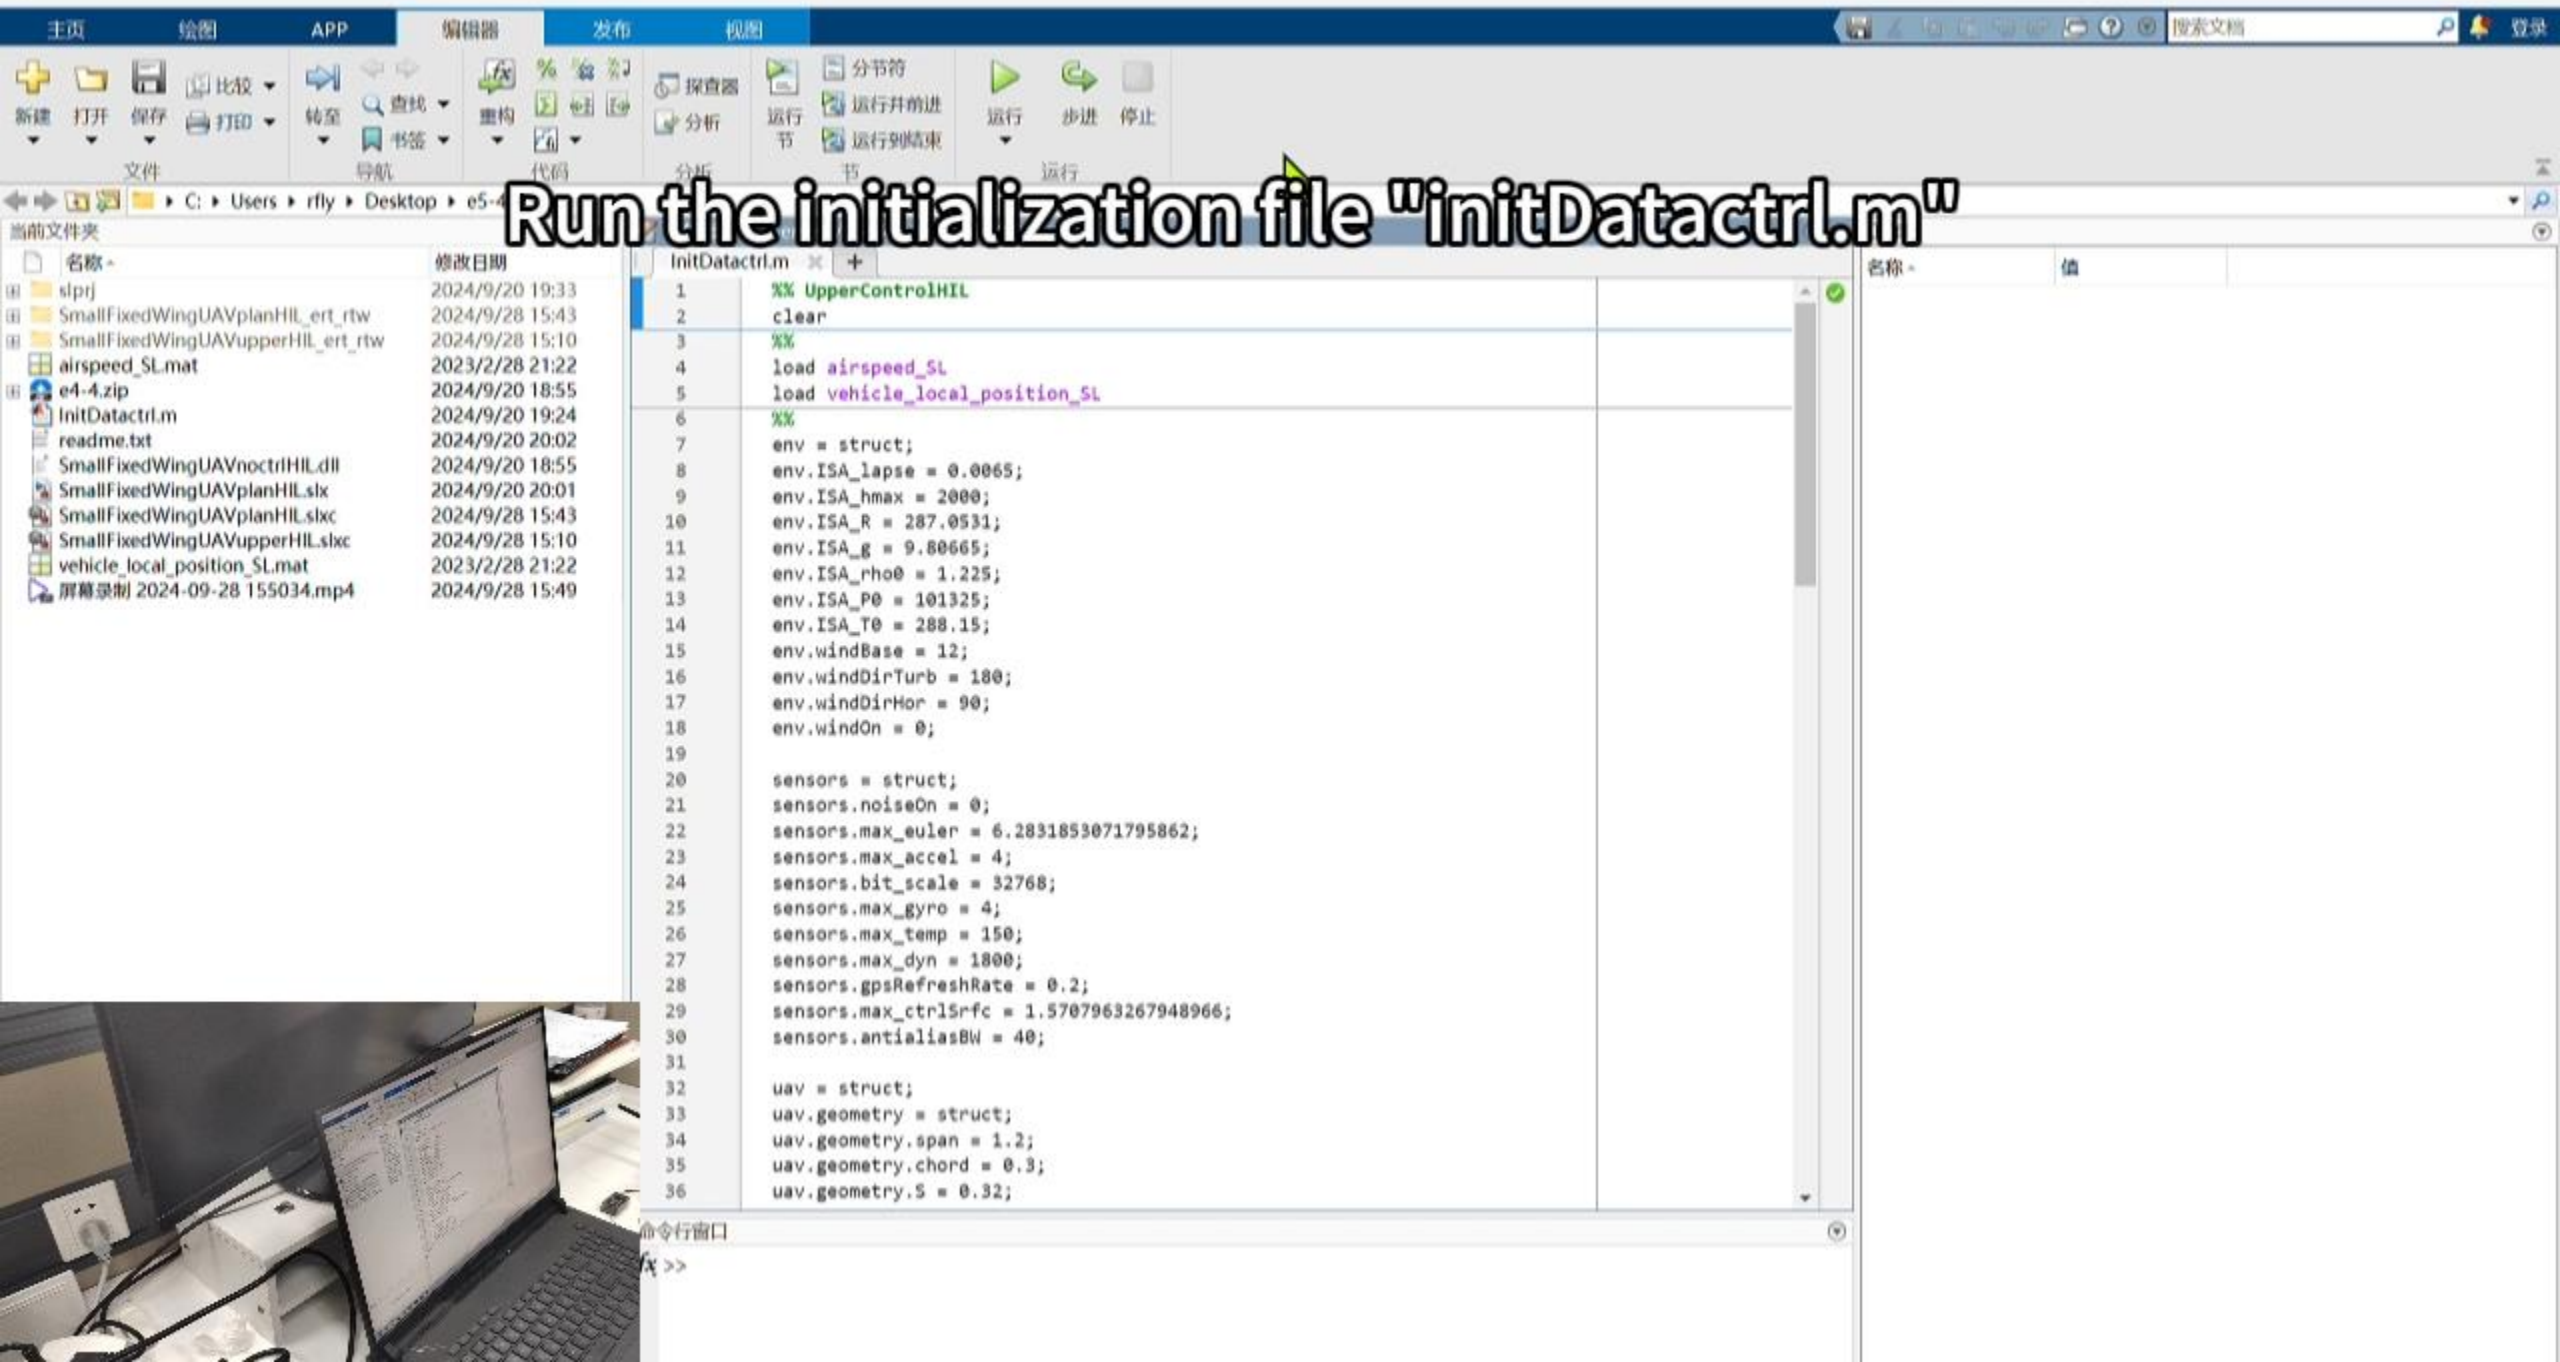 主页 绘图 APP 编辑器 发布 视图 搜索文档 登录
新建 打开 保存 比较 打印 转至 查找 书签 重构 探查器 分析 运行节 分节符 运行并前进 运行到结束 运行 步进 停止
文件 导航 代码 分析 节 运行
C: Users rfly Desktop e5-4
Run the initialization file "initDatactrl.m"
当前文件夹
名称 修改日期
slprj 2024/9/20 19:33
SmallFixedWingUAVplanHIL_ert_rtw 2024/9/28 15:43
SmallFixedWingUAVupperHIL_ert_rtw 2024/9/28 15:10
airspeed_SL.mat 2023/2/28 21:22
e4-4.zip 2024/9/20 18:55
InitDatactrl.m 2024/9/20 19:24
readme.txt 2024/9/20 20:02
SmallFixedWingUAVnoctrlHIL.dll 2024/9/20 18:55
SmallFixedWingUAVplanHIL.slx 2024/9/20 20:01
SmallFixedWingUAVplanHIL.slxc 2024/9/28 15:43
SmallFixedWingUAVupperHIL.slxc 2024/9/28 15:10
vehicle_local_position_SL.mat 2023/2/28 21:22
屏幕录制 2024-09-28 155034.mp4 2024/9/28 15:49
InitDatactrl.m
1 %% UpperControlHIL
2 clear
3 %%
4 load airspeed_SL
5 load vehicle_local_position_SL
6 %%
7 env = struct;
8 env.ISA_lapse = 0.0065;
9 env.ISA_hmax = 2000;
10 env.ISA_R = 287.0531;
11 env.ISA_g = 9.80665;
12 env.ISA_rho0 = 1.225;
13 env.ISA_P0 = 101325;
14 env.ISA_T0 = 288.15;
15 env.windBase = 12;
16 env.windDirTurb = 180;
17 env.windDirHor = 90;
18 env.windOn = 0;
19
20 sensors = struct;
21 sensors.noiseOn = 0;
22 sensors.max_euler = 6.2831853071795862;
23 sensors.max_accel = 4;
24 sensors.bit_scale = 32768;
25 sensors.max_gyro = 4;
26 sensors.max_temp = 150;
27 sensors.max_dyn = 1800;
28 sensors.gpsRefreshRate = 0.2;
29 sensors.max_ctrlSrfc = 1.5707963267948966;
30 sensors.antialiasBW = 40;
31
32 uav = struct;
33 uav.geometry = struct;
34 uav.geometry.span = 1.2;
35 uav.geometry.chord = 0.3;
36 uav.geometry.S = 0.32;
命令行窗口
fx >>
名称 值